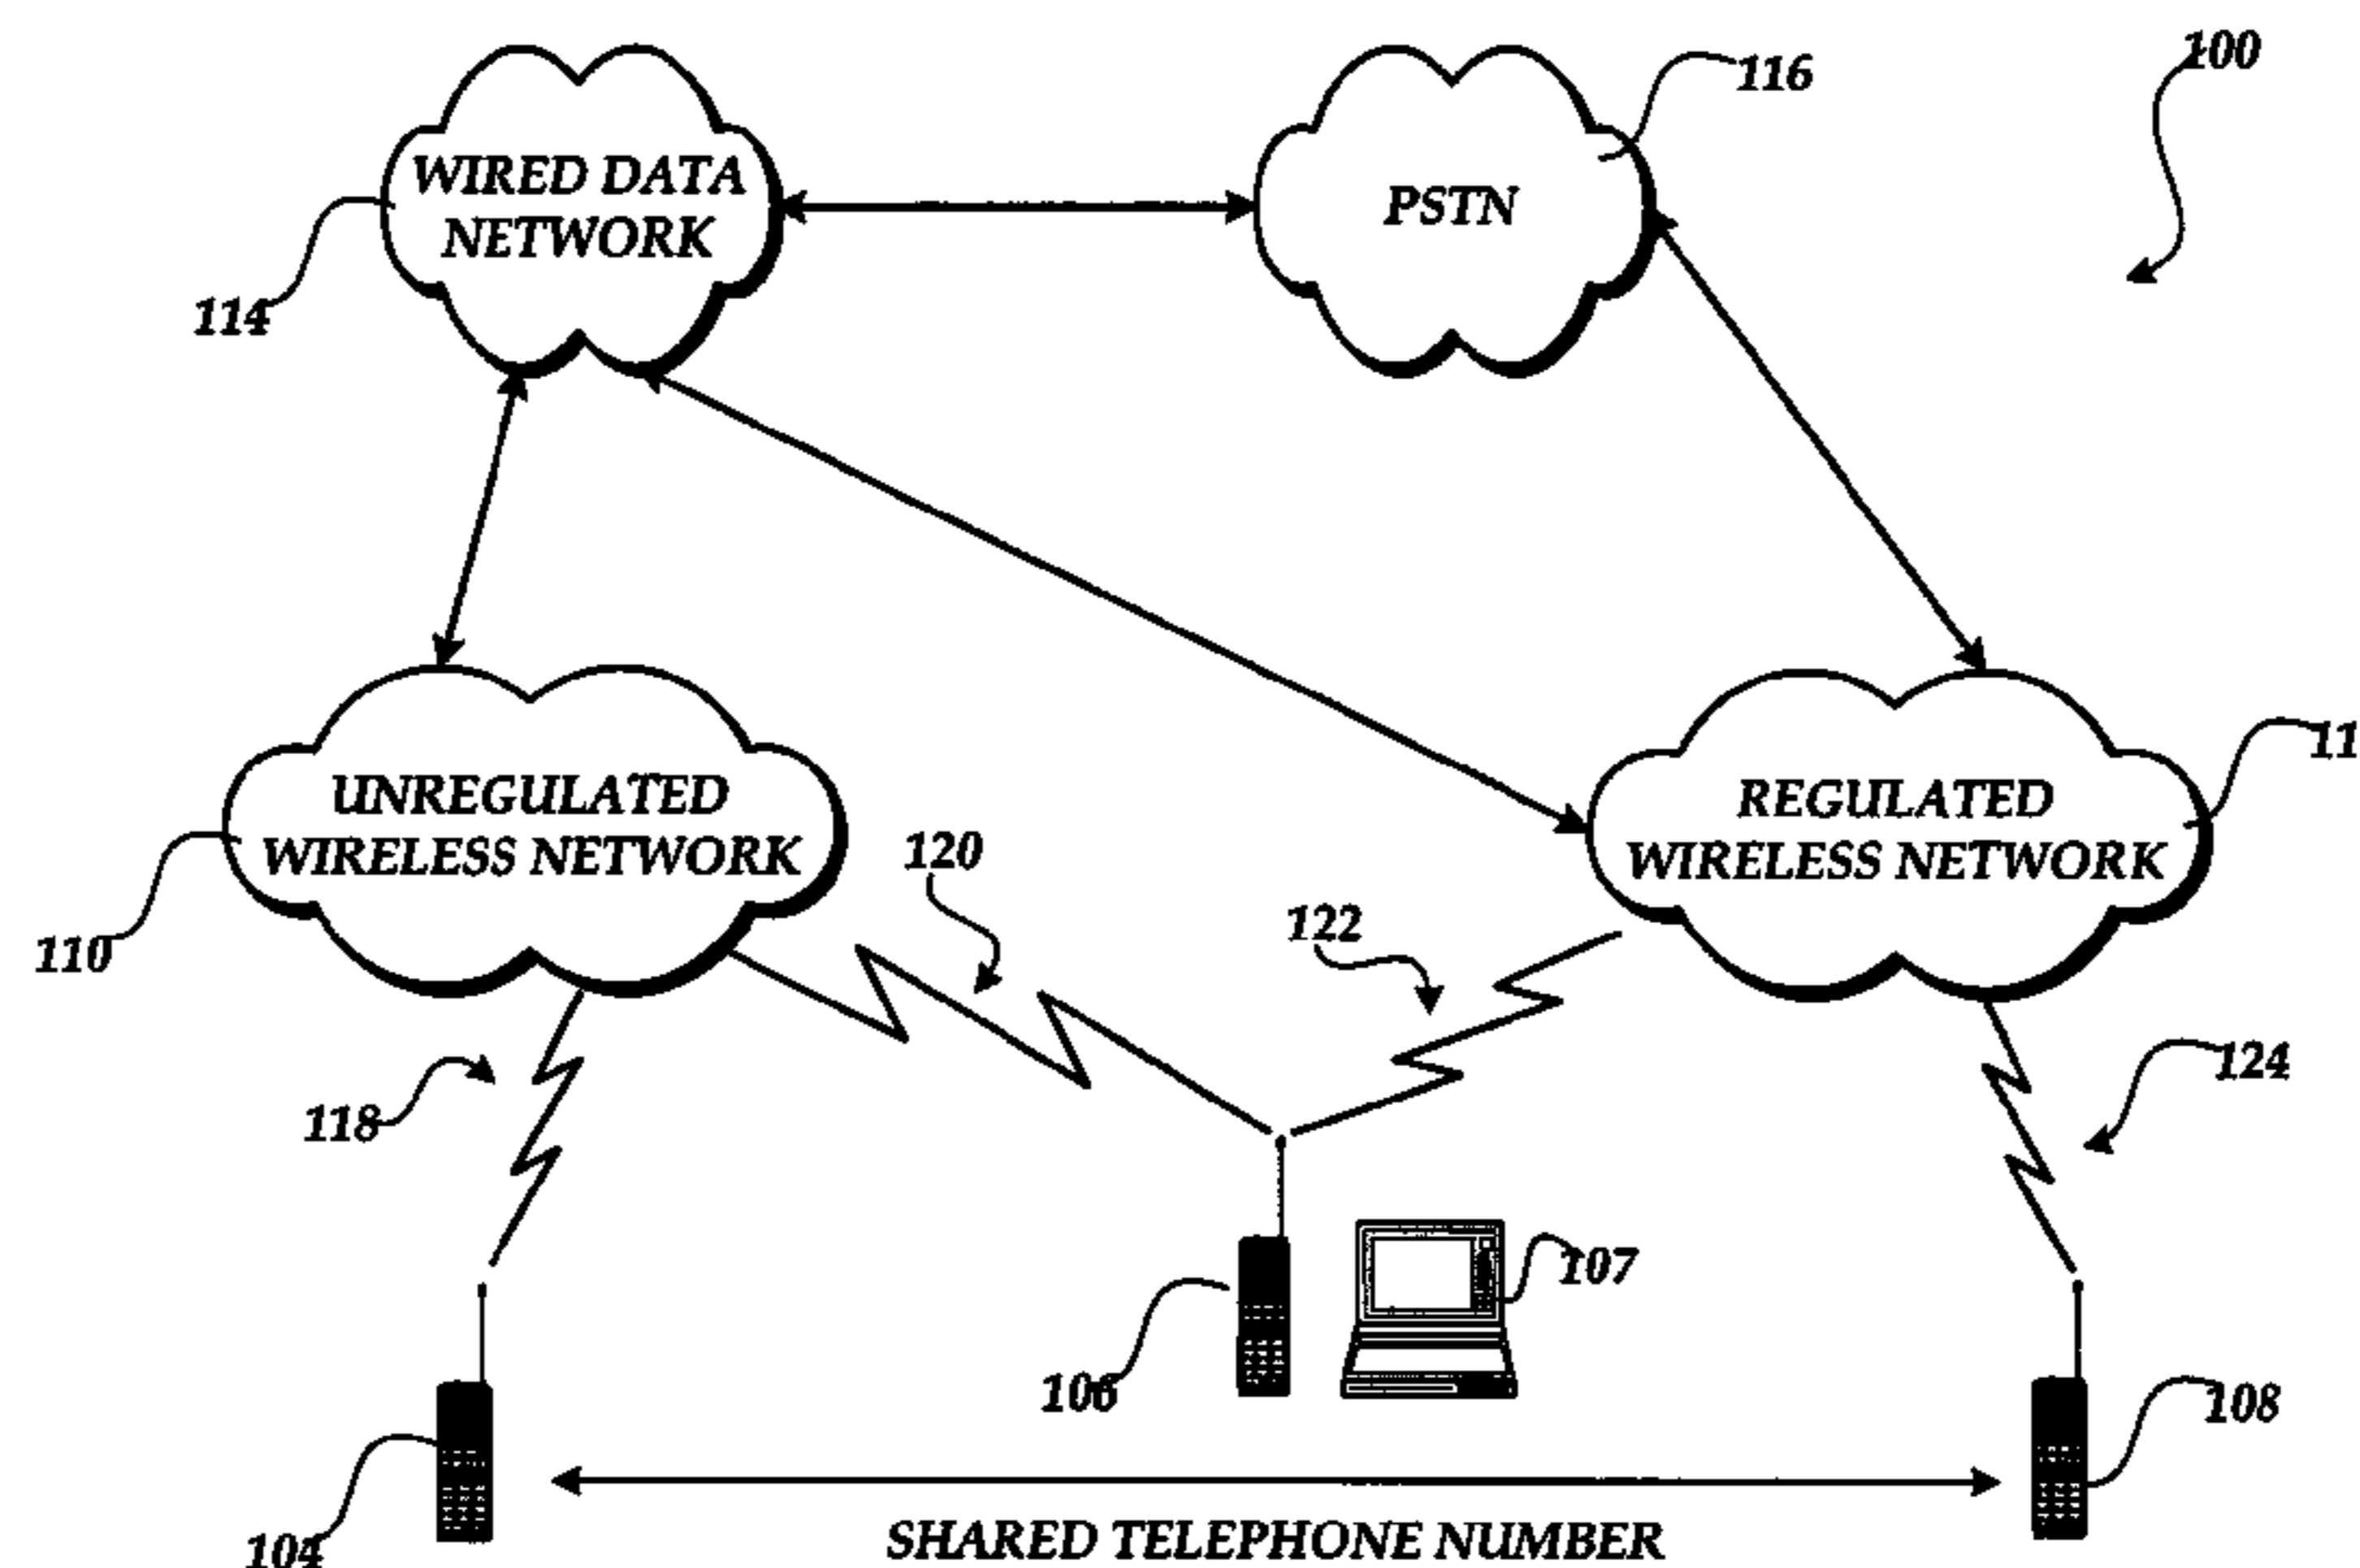 100
116
WIRED DATA
NETWORK
PSTN
114
11
UNREGULATED
WIRELESS NETWORK
REGULATED
WIRELESS NETWORK
120
122
110
124
118
107
106
108
104
SHARED TELEPHONE NUMBER